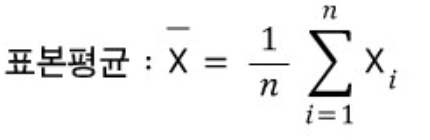 표본평균 : X̅ = 1/n ∑_{i=1}^{n} X_i